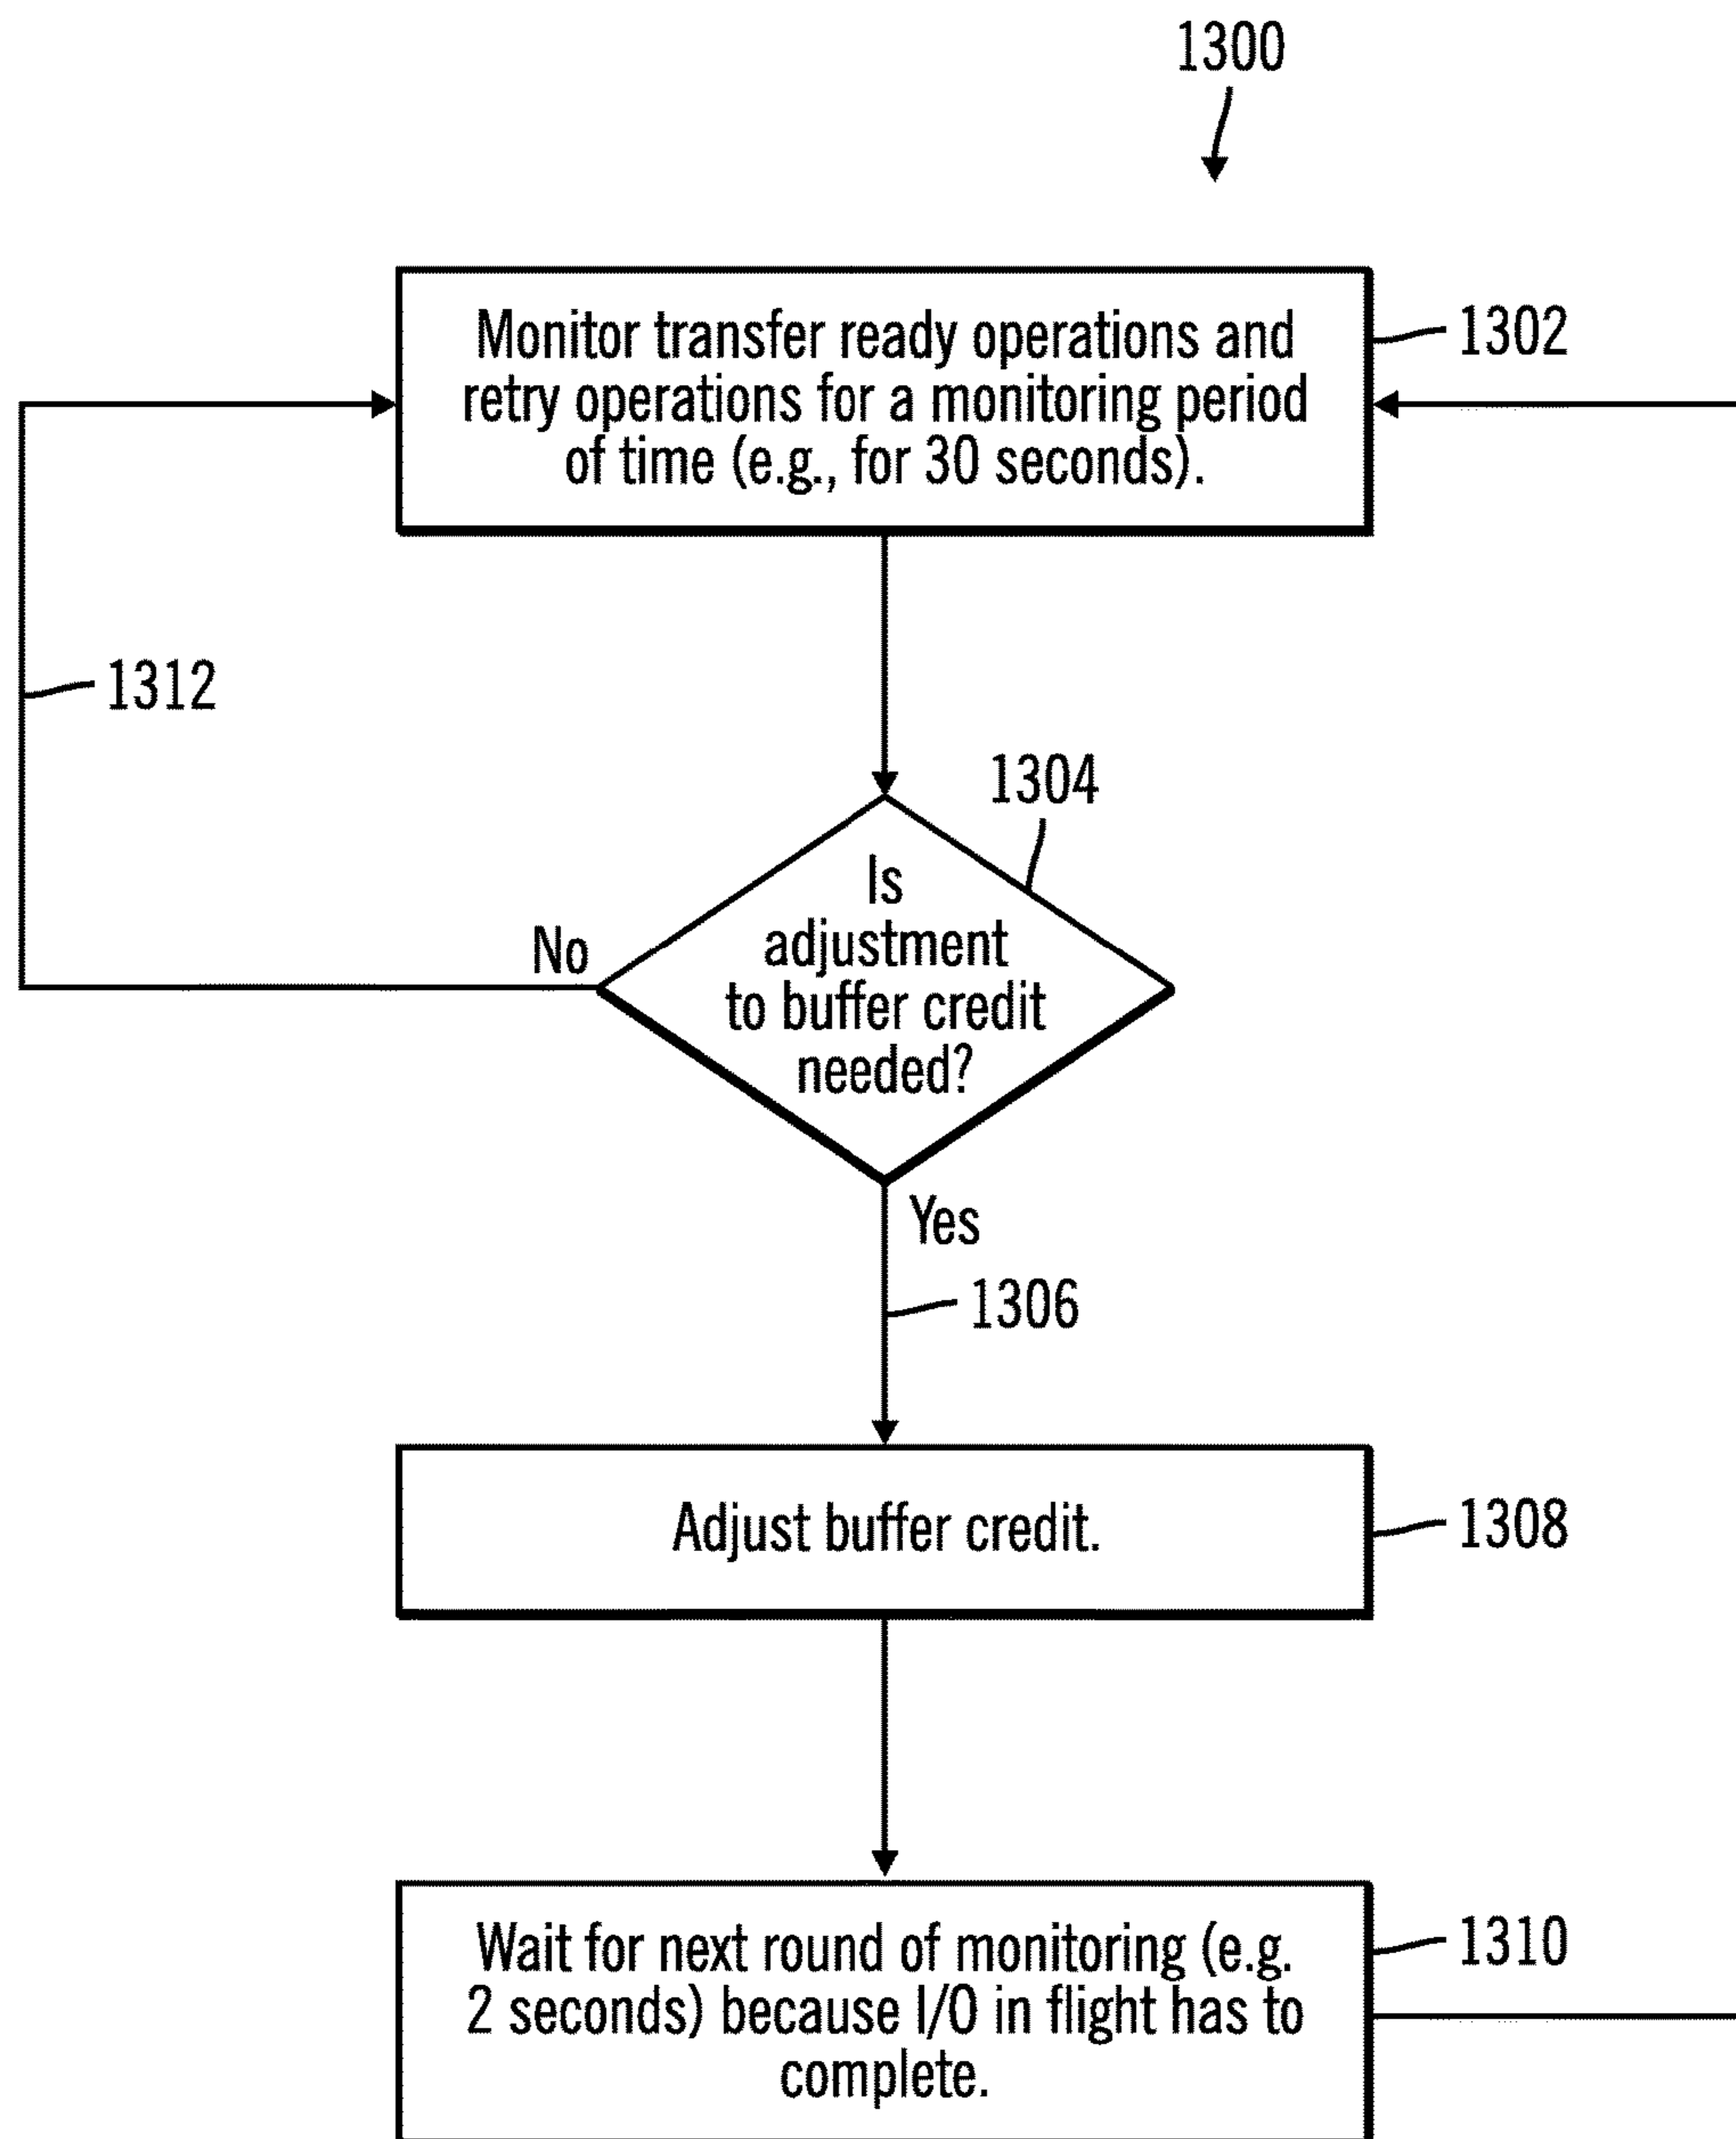 1300
Monitor transfer ready operations and
retry operations for a monitoring period
of time (e.g., for 30 seconds).
1302
1312
1304
Is
adjustment
to buffer credit
needed?
No
Yes
1306
Adjust buffer credit.
1308
Wait for next round of monitoring (e.g.
2 seconds) because I/O in flight has to
complete.
1310